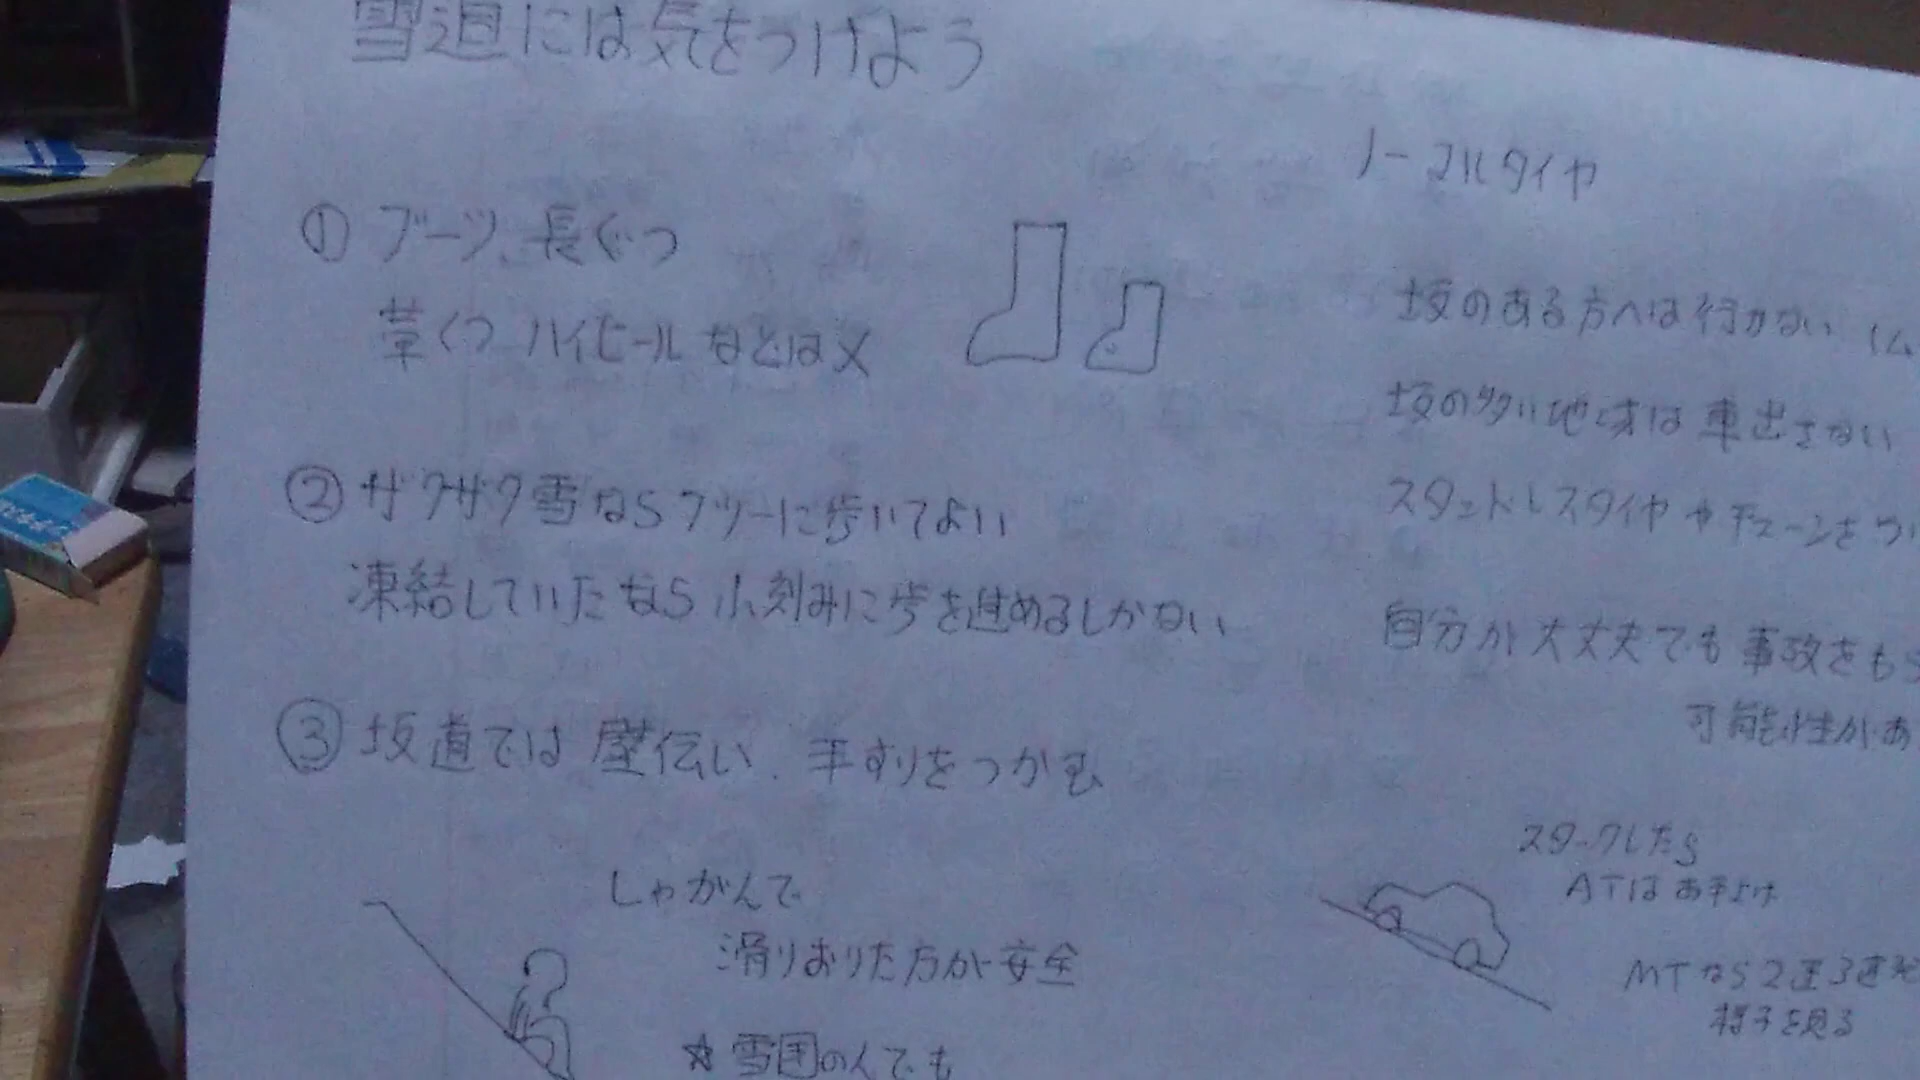 雪道には気をつけよう
① ブーツ、長ぐつ
革ぐつ ハイヒールなどは✕
② ザクザク雪ならフツーに歩いてよい
凍結していたなら小刻みに歩を進めるしかない
③ 坂道では壁伝い、手すりをつかむ
しゃがんで
滑りおりた方が安全
☆雪国の人でも
ノーマルタイヤ
坂のある方へは行かない
坂の多い地域は車出さない
スタッドレスタイヤやチェーンをつ
自分が大丈夫でも事故をもら
可能性があ
スタックしたら
ATはお手上げ
MTなら2速3速発
様子を見る